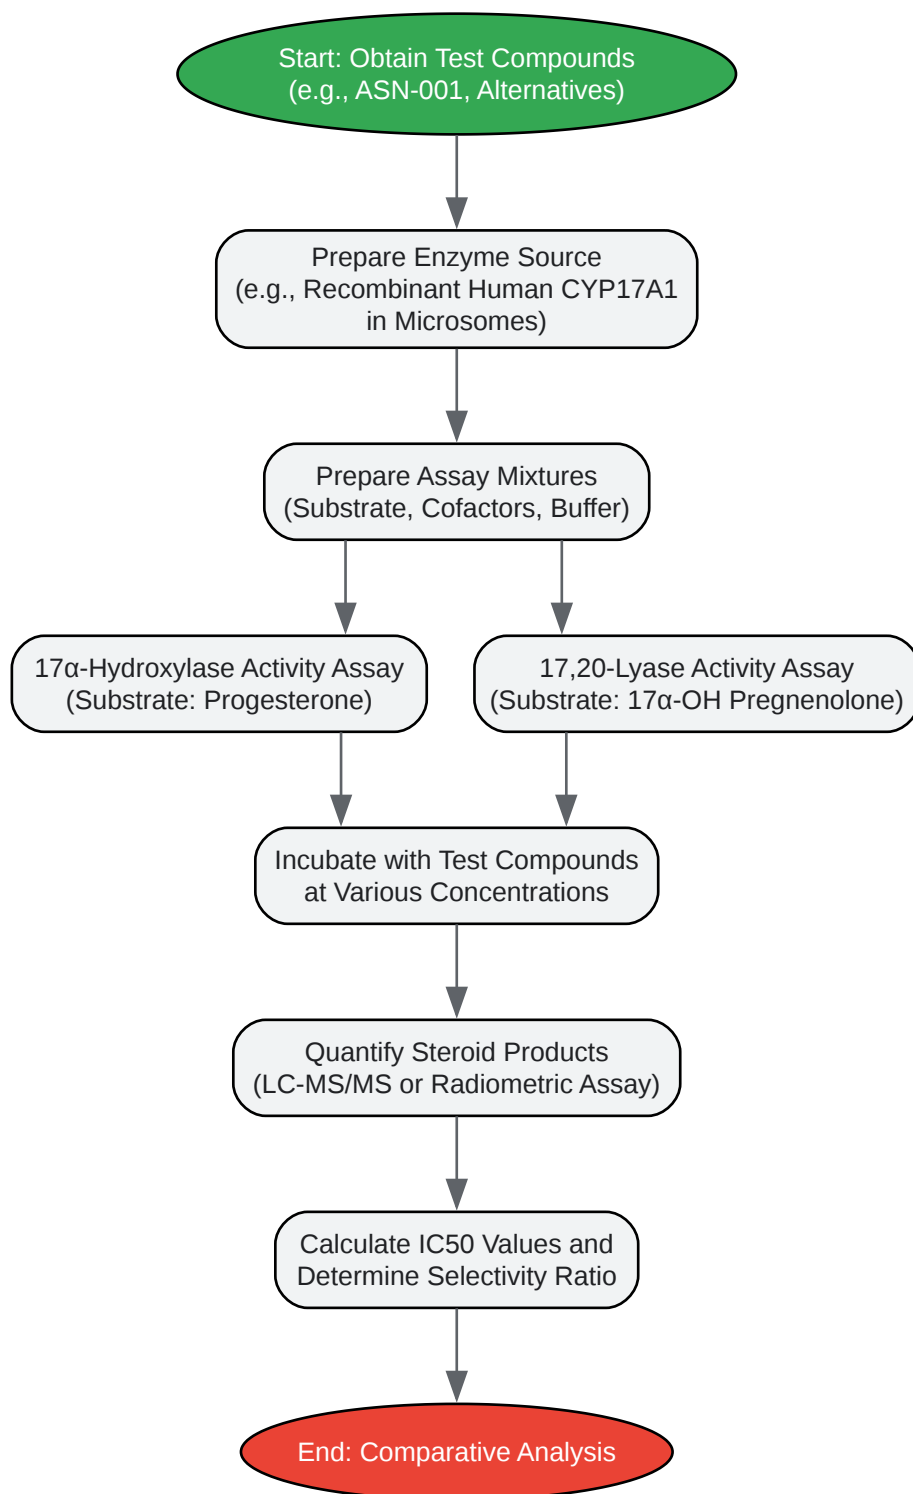 Start: Obtain Test Compounds
(e.g., ASN-001, Alternatives)
Prepare Enzyme Source
(e.g., Recombinant Human CYP17A1
in Microsomes)
Prepare Assay Mixtures
(Substrate, Cofactors, Buffer)
17α-Hydroxylase Activity Assay
(Substrate: Progesterone)
17,20-Lyase Activity Assay
(Substrate: 17α-OH Pregnenolone)
Incubate with Test Compounds
at Various Concentrations
Quantify Steroid Products
(LC-MS/MS or Radiometric Assay)
Calculate IC50 Values and
Determine Selectivity Ratio
End: Comparative Analysis